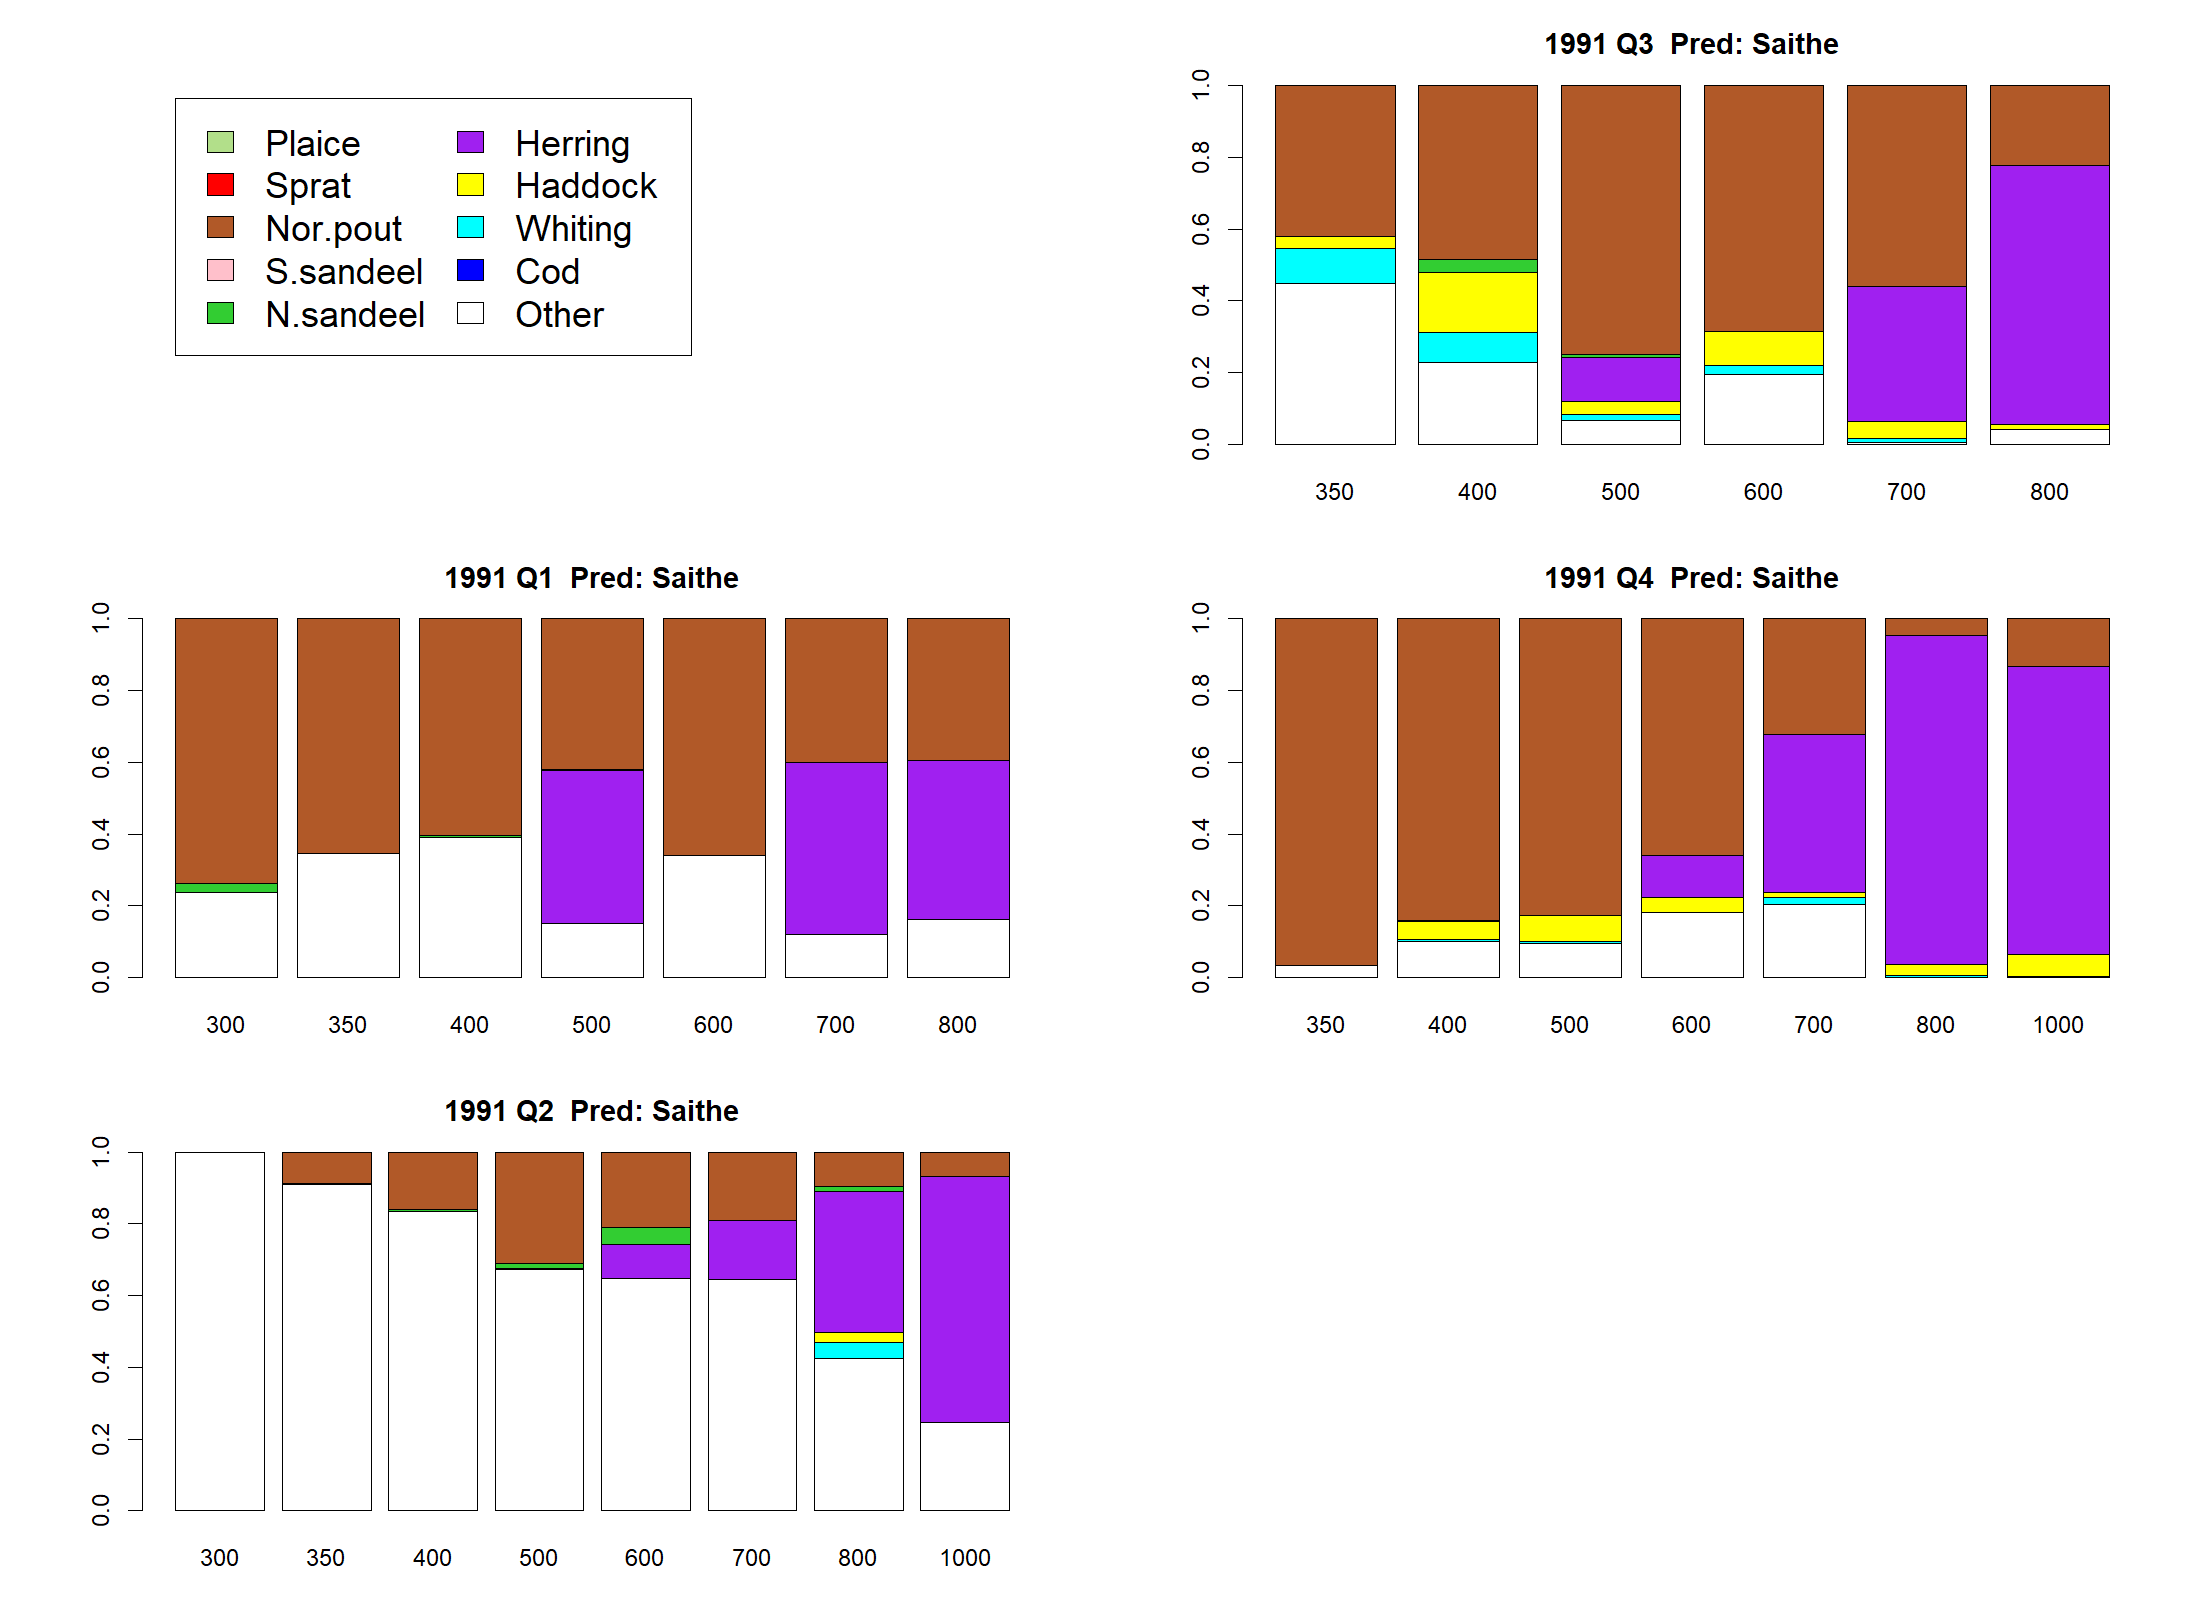 Plaice Herring
Sprat Haddock
Nor.pout Whiting
S.sandeel Cod
N.sandeel Other
1991 Q3  Pred: Saithe
1.0
0.8
0.6
0.4
0.2
0.0
350 400 500 600 700 800
1991 Q1  Pred: Saithe
1.0
0.8
0.6
0.4
0.2
0.0
300 350 400 500 600 700 800
1991 Q4  Pred: Saithe
1.0
0.8
0.6
0.4
0.2
0.0
350 400 500 600 700 800 1000
1991 Q2  Pred: Saithe
1.0
0.8
0.6
0.4
0.2
0.0
300 350 400 500 600 700 800 1000